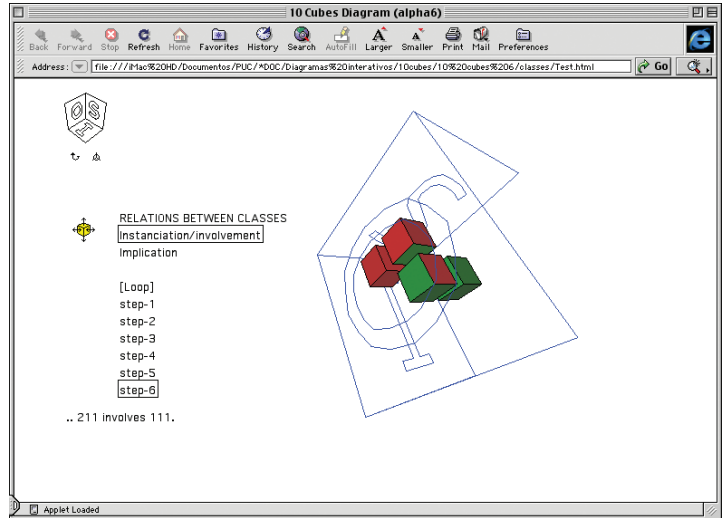 10 Cubes Diagram (alpha6)
Back Forward Stop Refresh Home Favorites History Search AutoFill Larger Smaller Print Mail Preferences
Address: file:///iMac%20HD/Documentos/PUC/*DOC/Diagramas%20interativos/10cubes/10%20cubes%206/classes/Test.html Go
O S I
RELATIONS BETWEEN CLASSES
Instanciation/involvement
Implication
[Loop]
step-1
step-2
step-3
step-4
step-5
step-6
.. 211 involves 111.
Applet Loaded